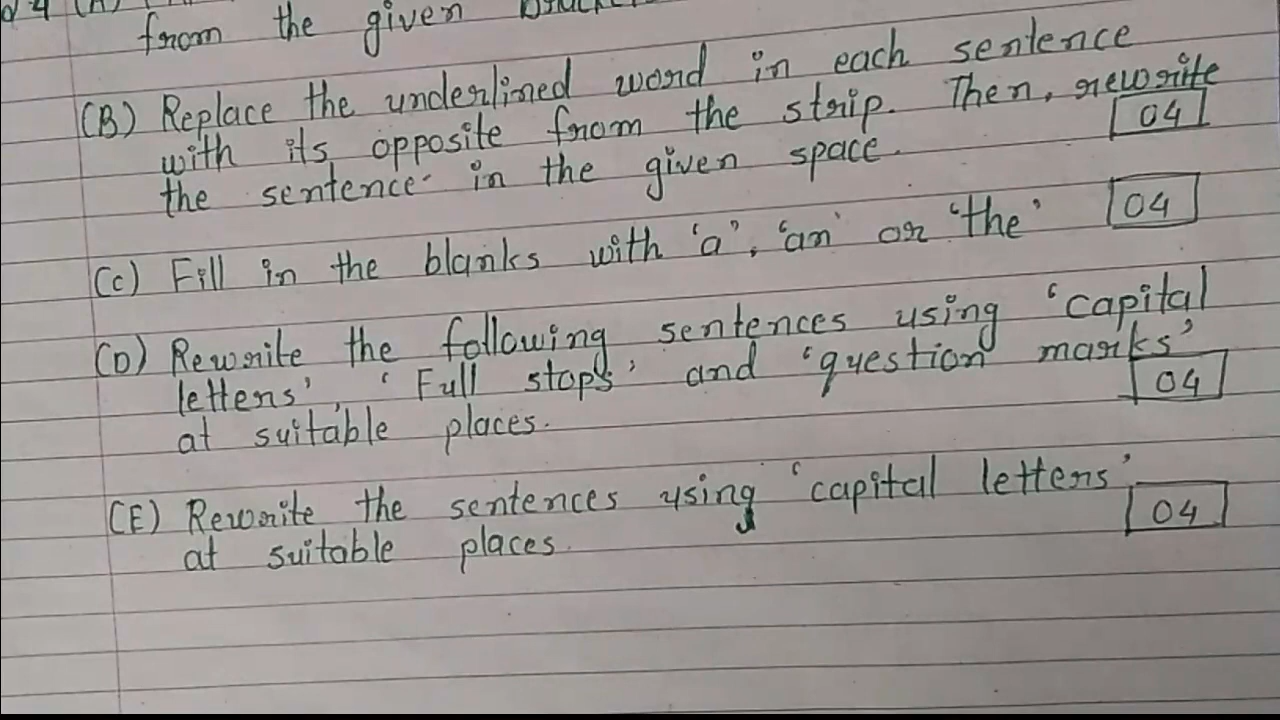 (A)
from the given
(B) Replace the underlined word in each sentence
with its opposite from the strip. Then, rewrite
the sentence in the given space. 04
(C) Fill in the blanks with 'a', 'an' or 'the' 04
(D) Rewrite the following sentences using 'capital
letters', 'Full stops' and 'question marks'
at suitable places. 04
(E) Rewrite the sentences using 'capital letters'
at suitable places. 04